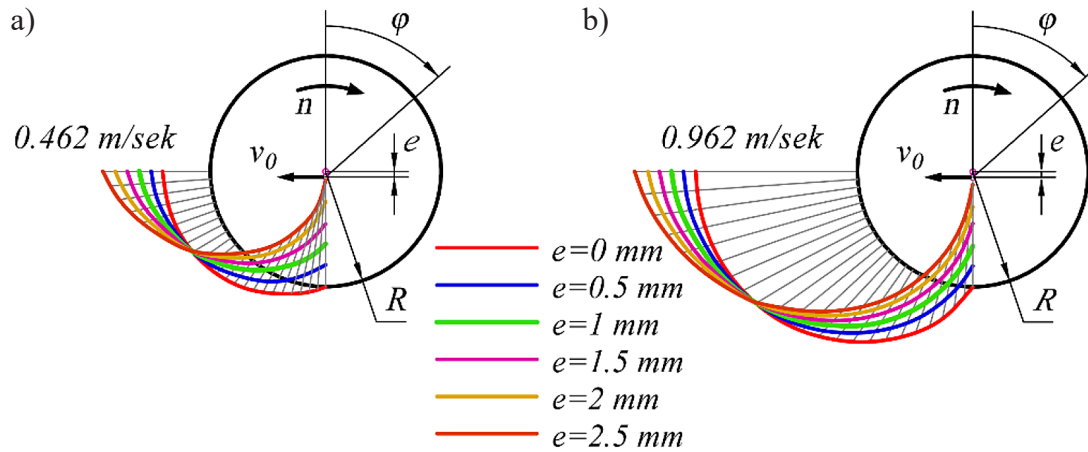 a)
φ
n
0.462 m/sek
v0
e
R
b)
φ
n
0.962 m/sek
v0
e
R
e=0 mm
e=0.5 mm
e=1 mm
e=1.5 mm
e=2 mm
e=2.5 mm